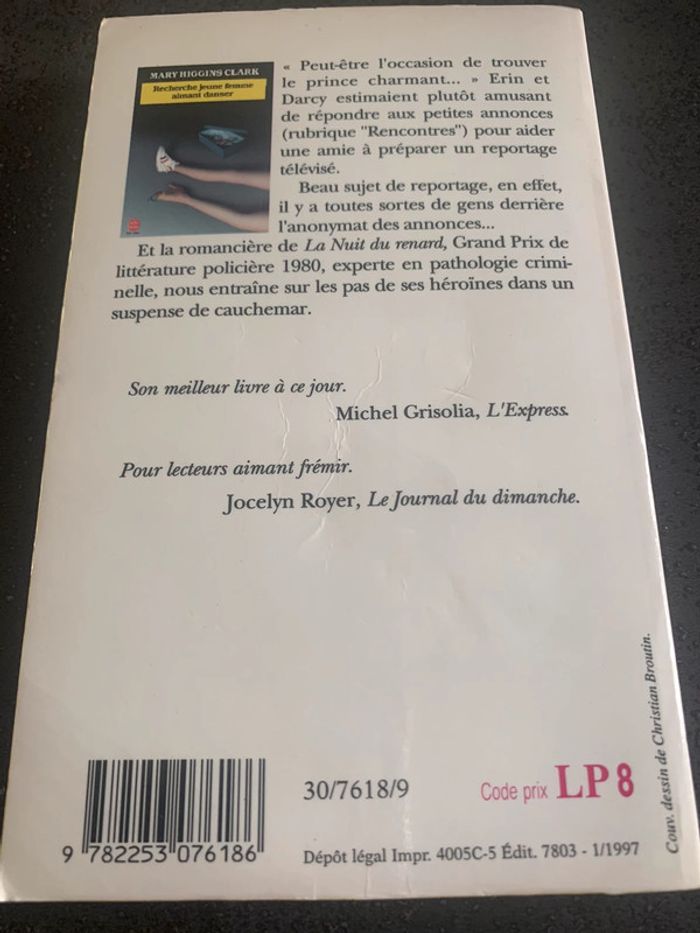 MARY HIGGINS CLARK
Recherche jeune femme
aimant danser
« Peut-être l'occasion de trouver
le prince charmant... » Erin et
Darcy estimaient plutôt amusant
de répondre aux petites annonces
(rubrique "Rencontres") pour aider
une amie à préparer un reportage
télévisé.
Beau sujet de reportage, en effet,
il y a toutes sortes de gens derrière
l'anonymat des annonces...
Et la romancière de La Nuit du renard, Grand Prix de
littérature policière 1980, experte en pathologie crimi-
nelle, nous entraîne sur les pas de ses héroïnes dans un
suspense de cauchemar.
Son meilleur livre à ce jour.
Michel Grisolia, L'Express.
Pour lecteurs aimant frémir.
Jocelyn Royer, Le Journal du dimanche.
Couv. dessin de Christian Broutin.
30/7618/9
Code prix LP 8
9 782253 076186
Dépôt légal Impr. 4005C-5 Édit. 7803 - 1/1997